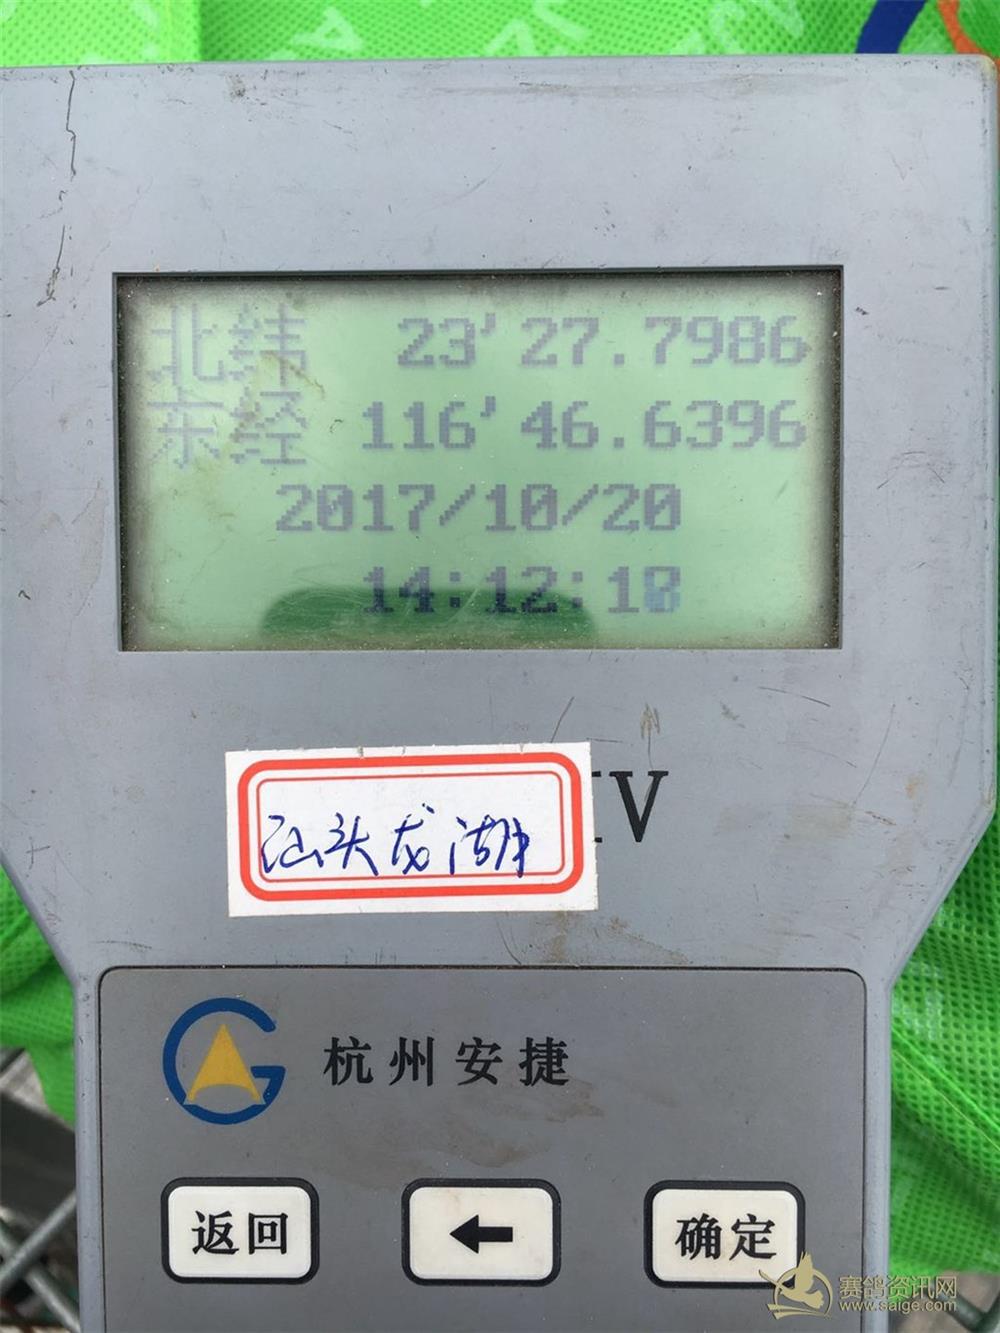 北纬 23'27.7986
东经 116'46.6396
2017/10/20
14:12:18
汕头龙湖
IV
杭州安捷
返回
←
确定
赛鸽资讯网
www.saige.com